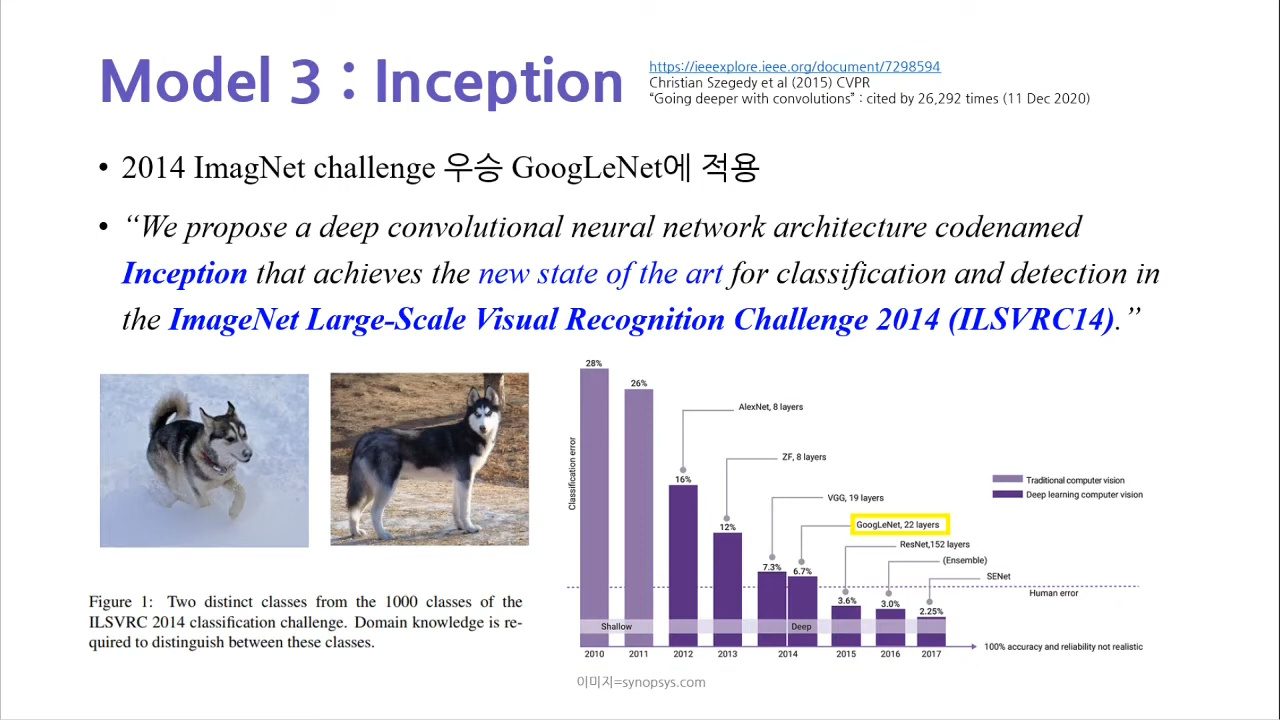 Model 3 : Inception
https://ieeexplore.ieee.org/document/7298594
Christian Szegedy et al (2015) CVPR
“Going deeper with convolutions” : cited by 26,292 times (11 Dec 2020)
• 2014 ImagNet challenge 우승 GoogLeNet에 적용
• “We propose a deep convolutional neural network architecture codenamed
Inception that achieves the new state of the art for classification and detection in
the ImageNet Large-Scale Visual Recognition Challenge 2014 (ILSVRC14).”
Figure 1: Two distinct classes from the 1000 classes of the
ILSVRC 2014 classification challenge. Domain knowledge is re-
quired to distinguish between these classes.
Classification error
28%
26%
AlexNet, 8 layers
16%
ZF, 8 layers
12%
VGG, 19 layers
7.3%
GoogLeNet, 22 layers
6.7%
ResNet,152 layers
3.6%
(Ensemble)
3.0%
SENet
2.25%
Traditional computer vision
Deep learning computer vision
Human error
Shallow
Deep
2010 2011 2012 2013 2014 2015 2016 2017
100% accuracy and reliability not realistic
이미지=synopsys.com